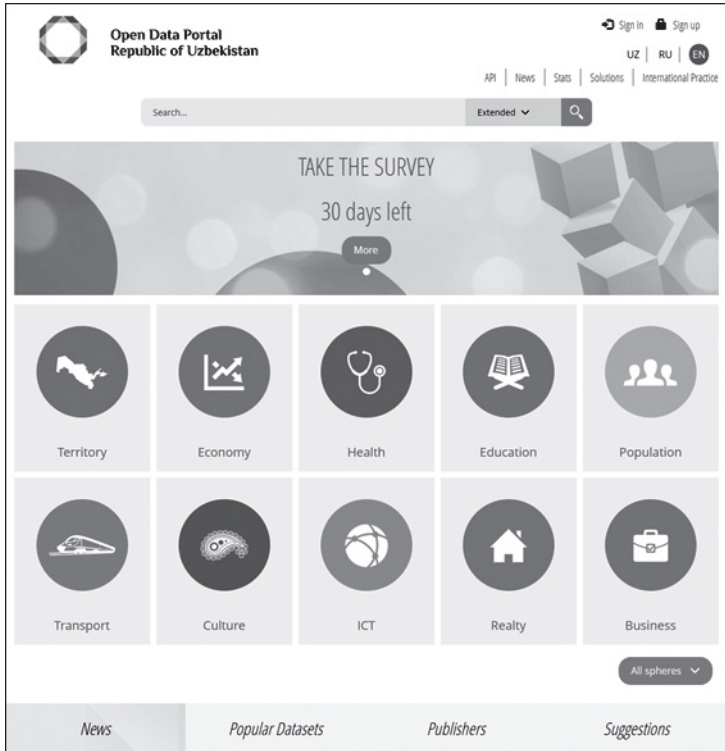 Open Data Portal
Republic of Uzbekistan
Sign in Sign up
UZ | RU | EN
API | News | Stats | Solutions | International Practice
Search...
Extended
TAKE THE SURVEY
30 days left
More
Territory
Economy
Health
Education
Population
Transport
Culture
ICT
Realty
Business
All spheres
News
Popular Datasets
Publishers
Suggestions